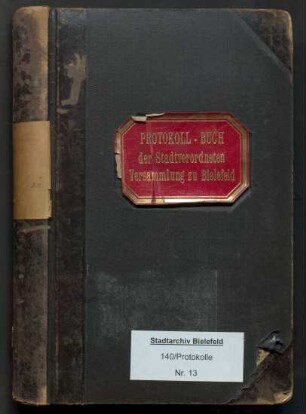 PROTOKOLL - BUCH
der Stadtverordneten
Versammlung zu Bielefeld
Stadtarchiv Bielefeld
140/Protokolle
Nr. 13